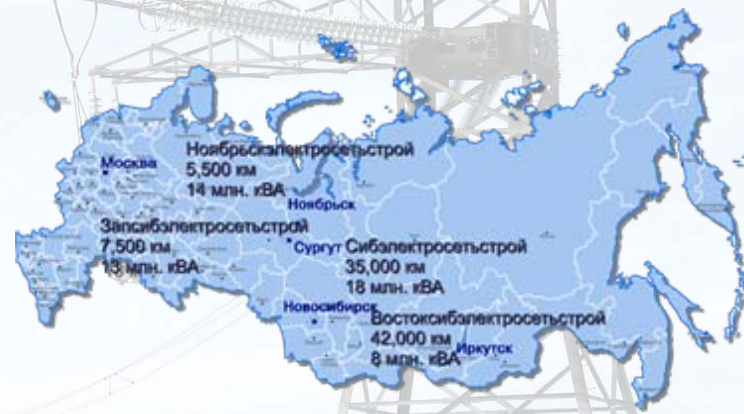 Ноябрьскэлектросетьстрой
5,500 км
14 млн. кВА
Москва
Ноябрьск
Запсибэлектросетьстрой
7,500 км
13 млн. кВА
Сургут
Сибэлектросетьстрой
35,000 км
18 млн. кВА
Новосибирск
Востоксибэлектросетьстрой
42,000 км
8 млн. кВА
Иркутск